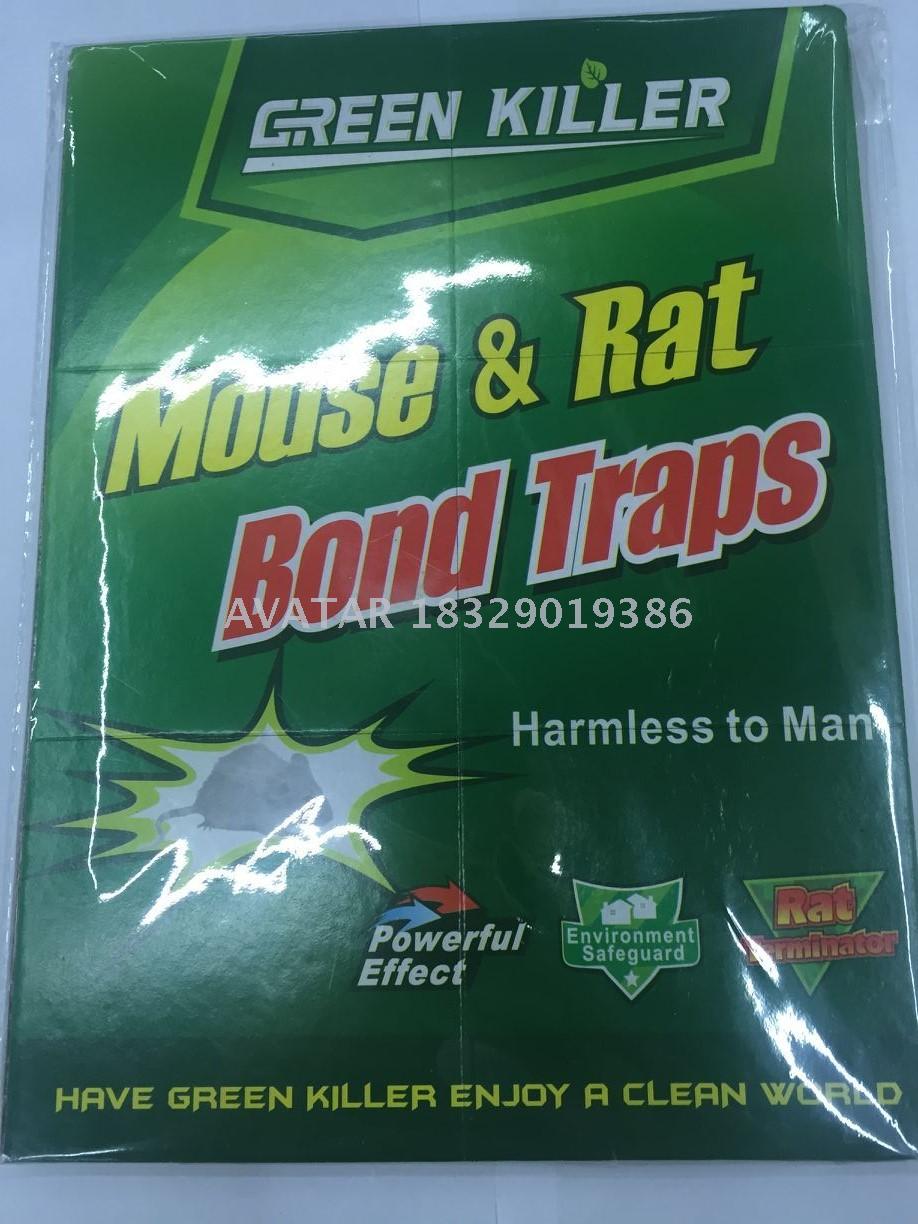 GREEN KILLER
Mouse & Rat
Bond Traps
AVATAR 18329019386
Harmless to Man
Powerful
Effect
Environment
Safeguard
Rat
Terminator
HAVE GREEN KILLER ENJOY A CLEAN WORLD